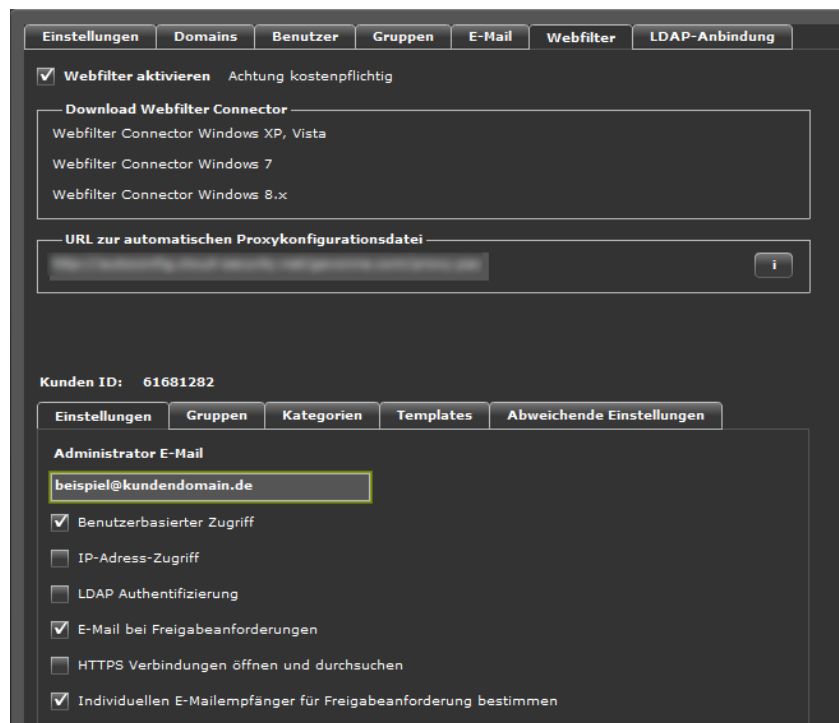 Einstellungen Domains Benutzer Gruppen E-Mail Webfilter LDAP-Anbindung
Webfilter aktivieren Achtung kostenpflichtig
Download Webfilter Connector
Webfilter Connector Windows XP, Vista
Webfilter Connector Windows 7
Webfilter Connector Windows 8.x
URL zur automatischen Proxykonfigurationsdatei
i
Kunden ID: 61681282
Einstellungen Gruppen Kategorien Templates Abweichende Einstellungen
Administrator E-Mail
beispiel@kundendomain.de
Benutzerbasierter Zugriff
IP-Adress-Zugriff
LDAP Authentifizierung
E-Mail bei Freigabeanforderungen
HTTPS Verbindungen öffnen und durchsuchen
Individuellen E-Mailempfänger für Freigabeanforderung bestimmen